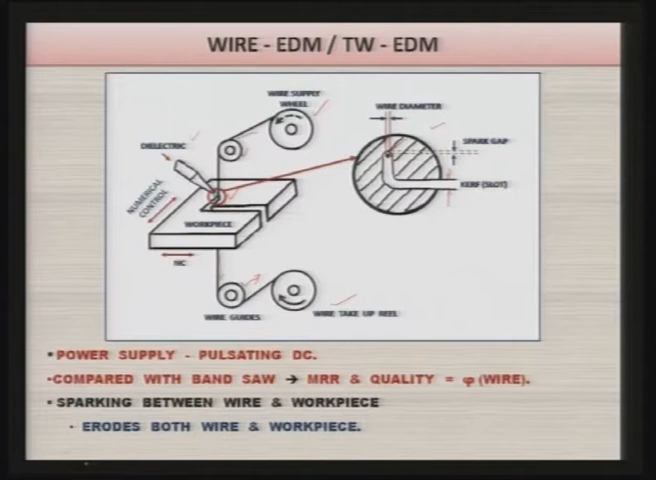 WIRE - EDM / TW - EDM
WIRE SUPPLY
WHEEL
WIRE DIAMETER
DIELECTRIC
SPARK GAP
KERF (SLOT)
NUMERICAL
CONTROL
WORKPIECE
NC
WIRE GUIDES
WIRE TAKE UP REEL
▪POWER SUPPLY - PULSATING DC.
•COMPARED WITH BAND SAW → MRR & QUALITY = φ (WIRE).
▪ SPARKING BETWEEN WIRE & WORKPIECE
▪ ERODES BOTH WIRE & WORKPIECE.